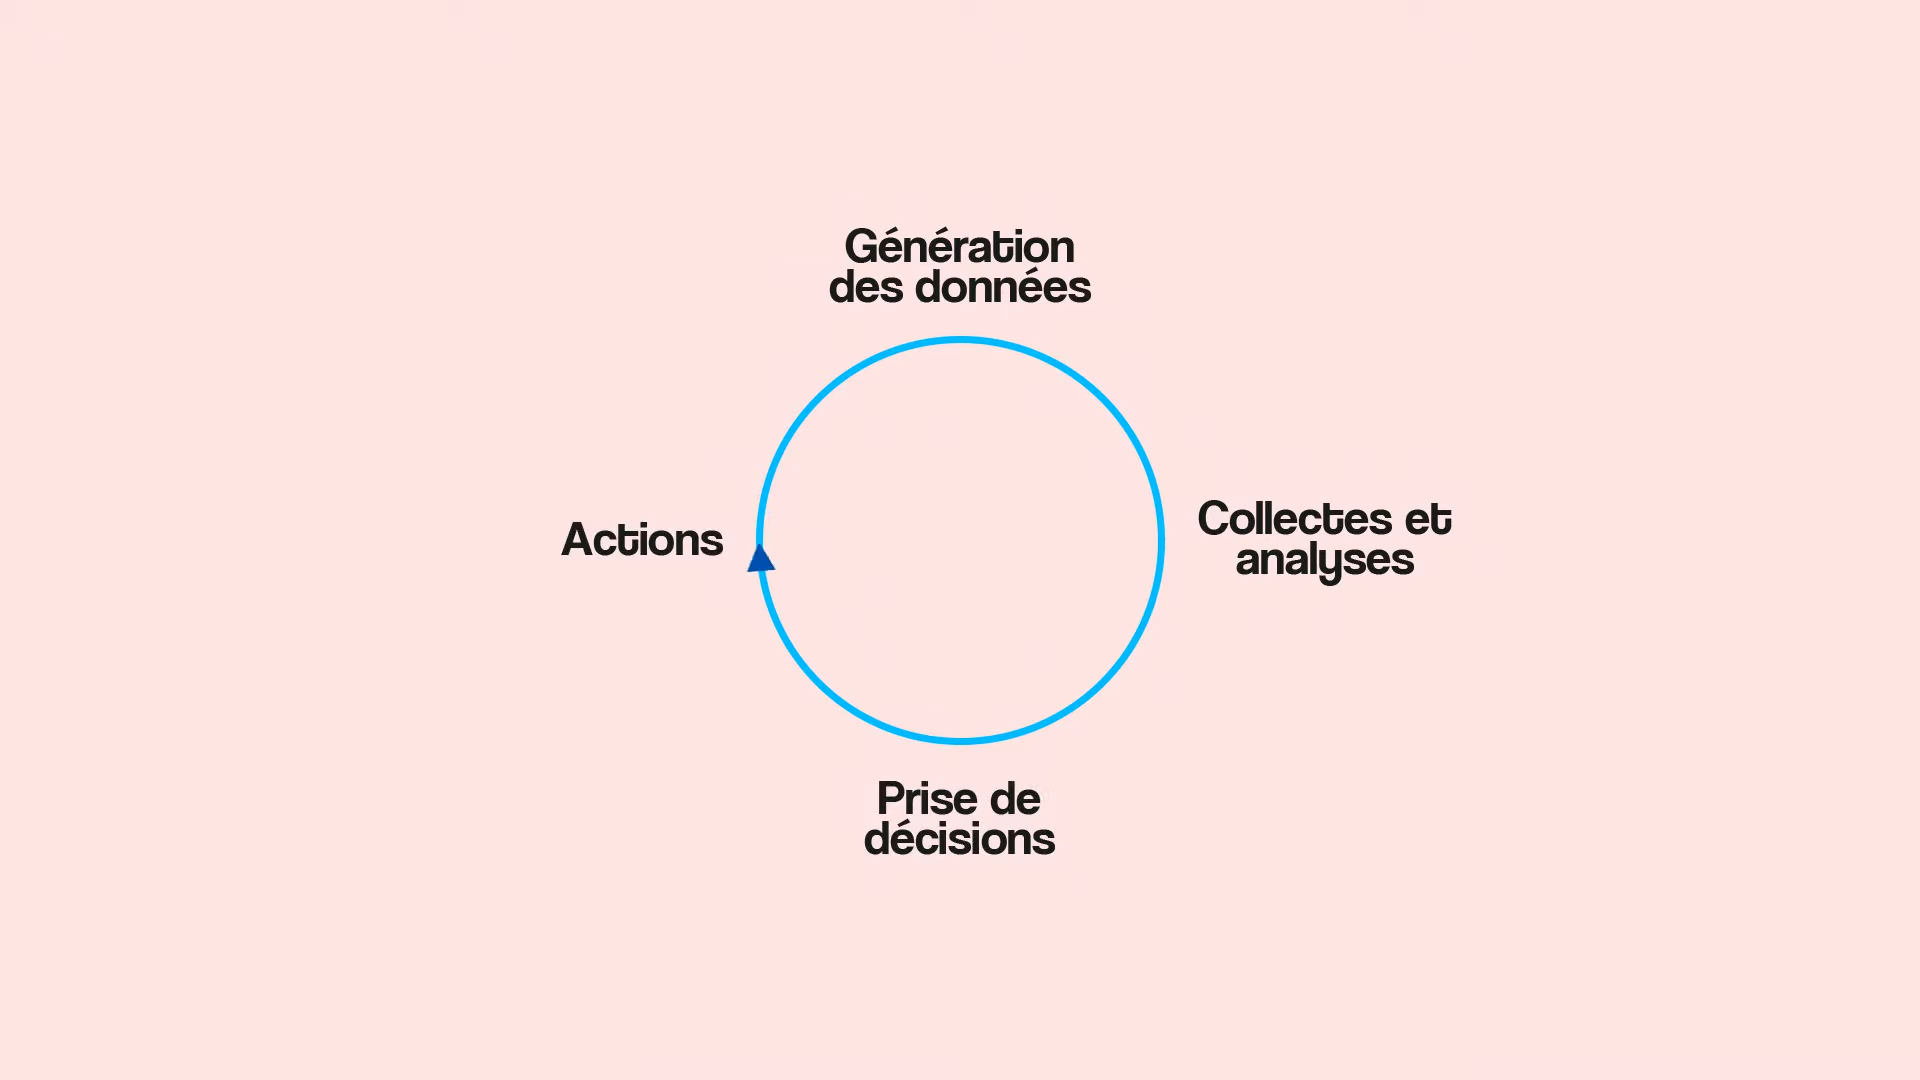 Génération
des données
Actions
Collectes et
analyses
Prise de
décisions